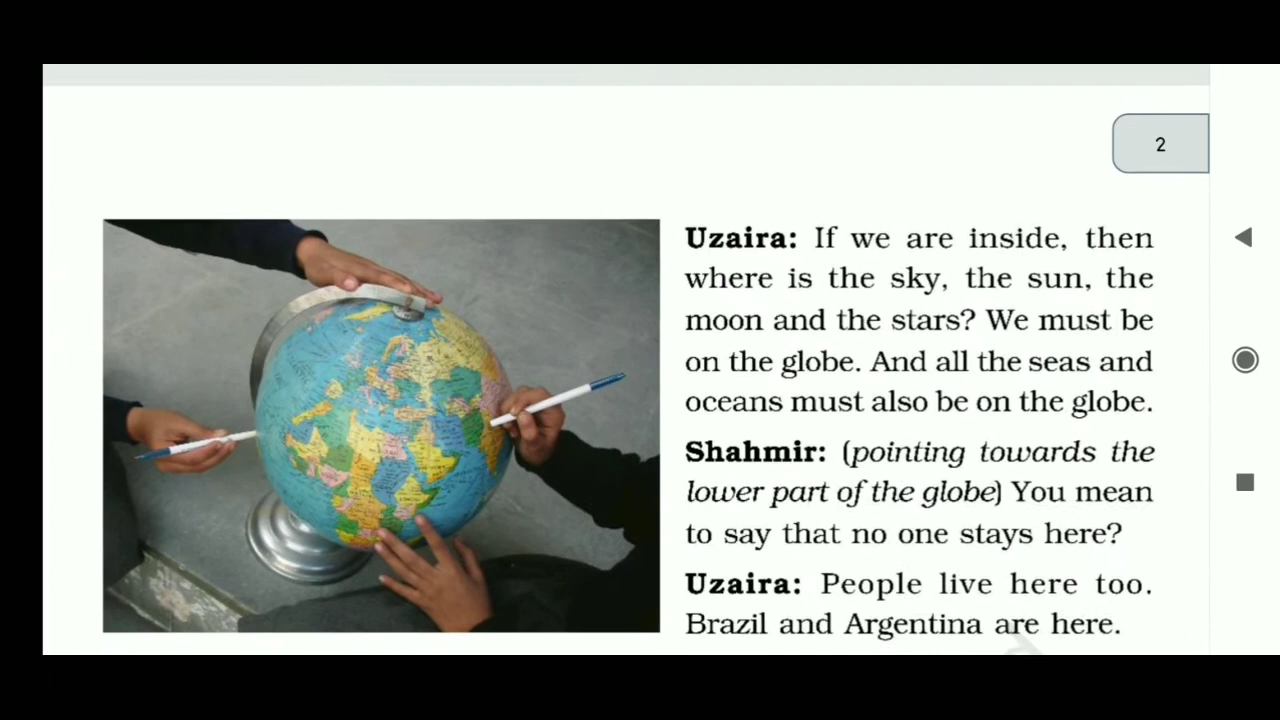 2
Uzaira: If we are inside, then
where is the sky, the sun, the
moon and the stars? We must be
on the globe. And all the seas and
oceans must also be on the globe.
Shahmir: (pointing towards the
lower part of the globe) You mean
to say that no one stays here?
Uzaira: People live here too.
Brazil and Argentina are here.